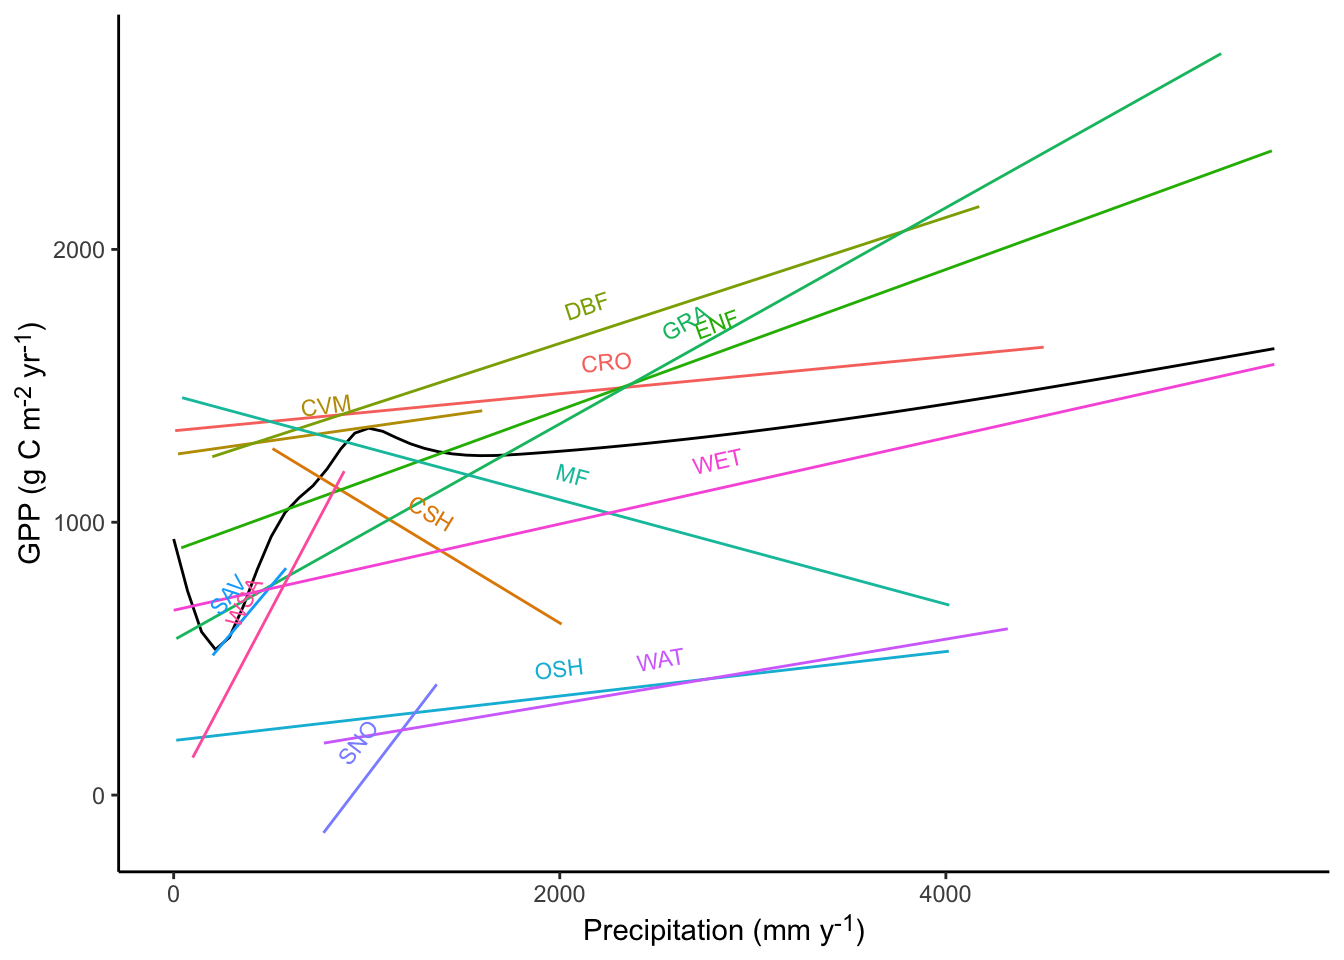 GPP (g C m-2 yr-1)
2000
1000
0
DBF
GRA
ENF
CRO
CVM
WET
MF
CSH
SAV
WSA
WAT
OSH
SNO
0
2000
4000
Precipitation (mm y-1)